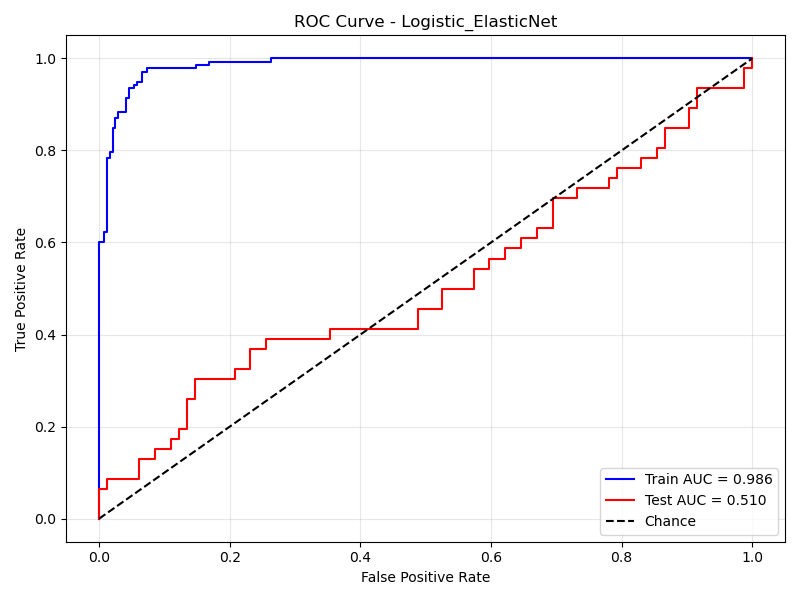 ROC Curve - Logistic_ElasticNet
1.0
0.8
0.6
0.4
0.2
0.0
True Positive Rate
Train AUC = 0.986
Test AUC = 0.510
Chance
0.0 0.2 0.4 0.6 0.8 1.0
False Positive Rate